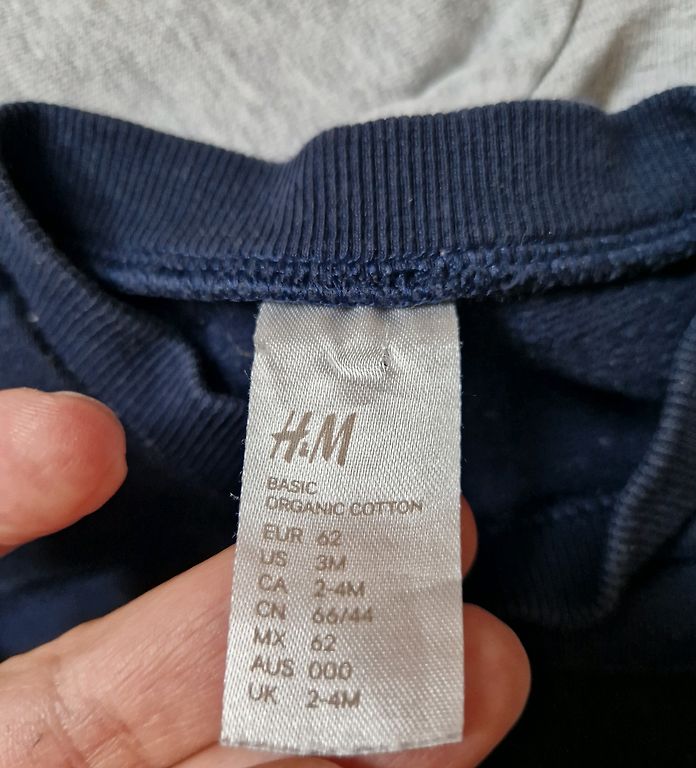 H&M
BASIC
ORGANIC COTTON
EUR 62
US 3M
CA 2-4M
CN 66/44
MX 62
AUS 000
UK 2-4M